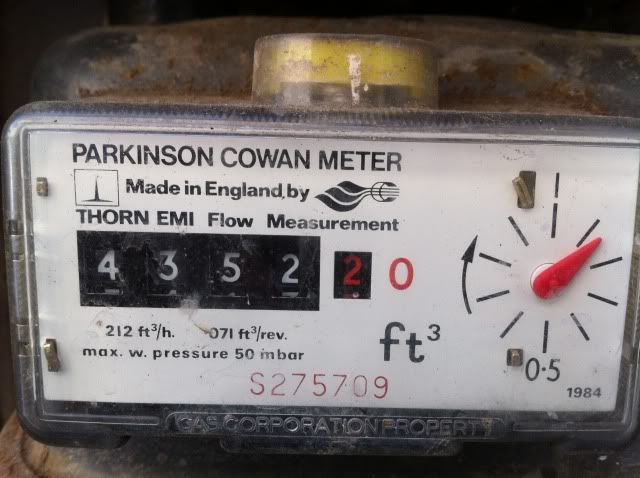 PARKINSON COWAN METER
Made in England, by
THORN EMI Flow Measurement
4 3 5 2 2 0
212 ft³/h. ·071 ft³/rev.
max. w. pressure 50 mbar
ft³
S275709
0·5
1984
GAS CORPORATION PROPERTY